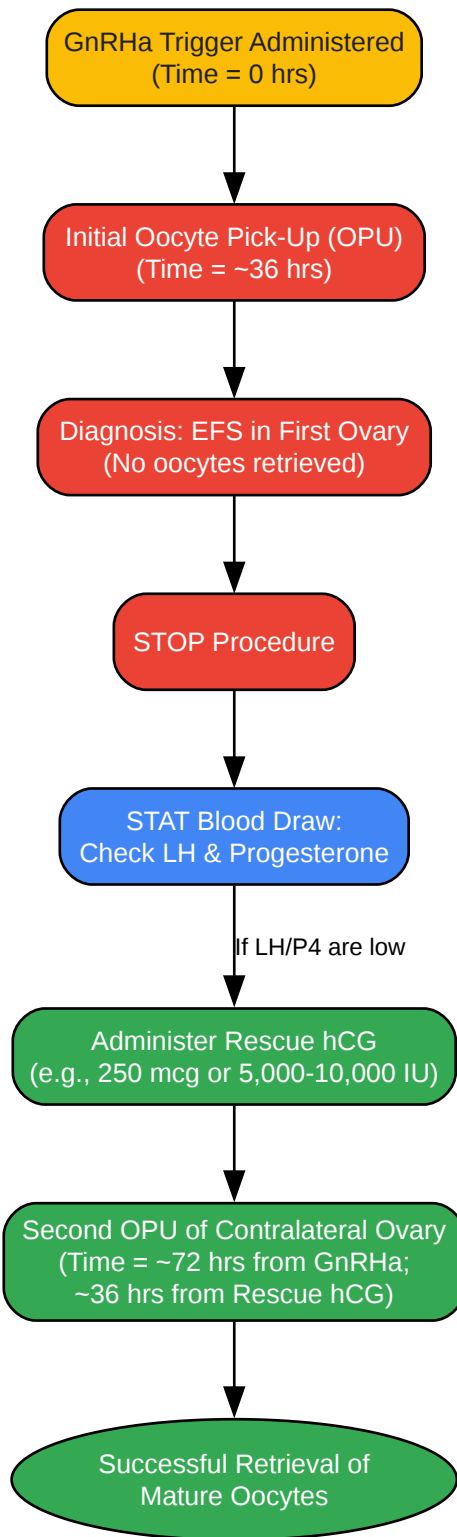 GnRHa Trigger Administered
(Time = 0 hrs)
Initial Oocyte Pick-Up (OPU)
(Time = ~36 hrs)
Diagnosis: EFS in First Ovary
(No oocytes retrieved)
STOP Procedure
STAT Blood Draw:
Check LH & Progesterone
If LH/P4 are low
Administer Rescue hCG
(e.g., 250 mcg or 5,000-10,000 IU)
Second OPU of Contralateral Ovary
(Time = ~72 hrs from GnRHa;
~36 hrs from Rescue hCG)
Successful Retrieval of
Mature Oocytes